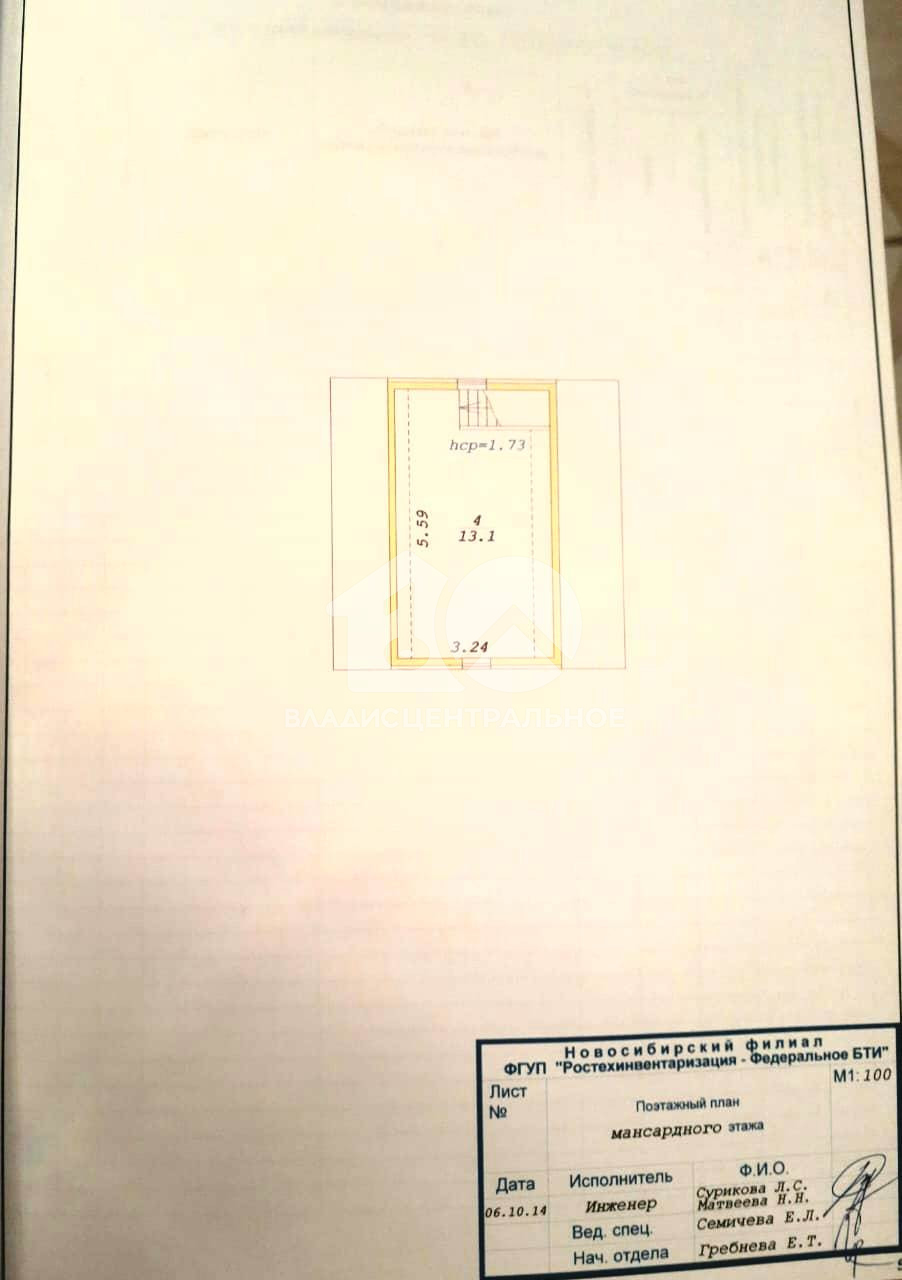 hср=1.73
5.59
4
13.1
3.24
ВЛАДИСЦЕНТРАЛЬНОЕ
Новосибирский филиал
ФГУП "Ростехинвентаризация - Федеральное БТИ"
Лист
№
М1:100
Поэтажный план
мансардного этажа
Дата Исполнитель Ф.И.О.
06.10.14 Инженер Сурикова Л.С.
Матвеева Н.Н.
Вед. спец. Семичева Е.Л.
Нач. отдела Гребнева Е.Т.